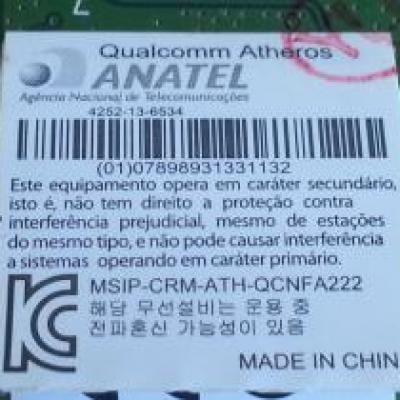 Qualcomm Atheros
ANATEL
Agência Nacional de Telecomunicações
4252-13-6534
(01)07898931331132
Este equipamento opera em caráter secundário,
isto é, não tem direito a proteção contra
interferência prejudicial, mesmo de estações
do mesmo tipo, e não pode causar interferência
a sistemas operando em caráter primário.
MSIP-CRM-ATH-QCNFA222
해당 무선설비는 운용 중
전파혼신 가능성이 있음
MADE IN CHIN